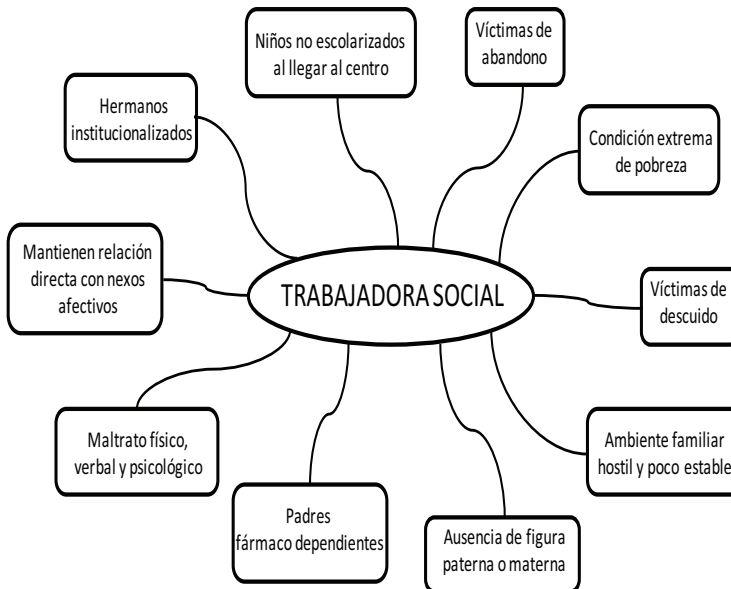 Niños no escolarizados
al llegar al centro
Víctimas de
abandono
Hermanos
institucionalizados
Condición extrema
de pobreza
Mantienen relación
directa con nexos
afectivos
TRABAJADORA SOCIAL
Víctimas de
descuido
Maltrato físico,
verbal y psicológico
Ambiente familiar
hostil y poco estable
Padres
fármaco dependientes
Ausencia de figura
paterna o materna